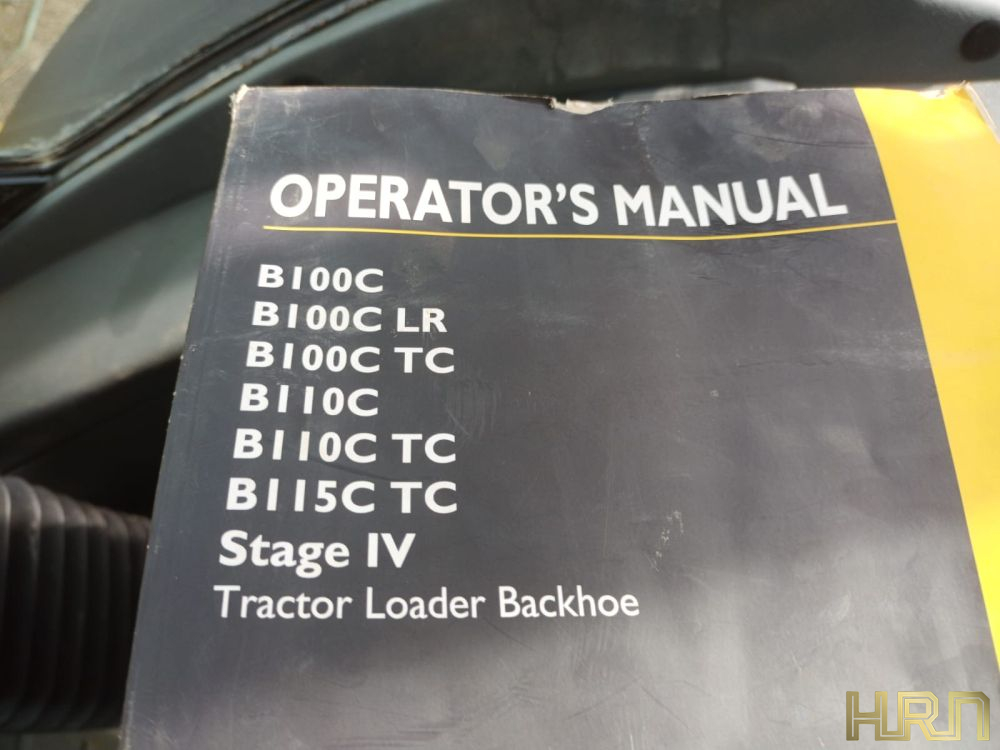 OPERATOR'S MANUAL
B100C
B100C LR
B100C TC
B110C
B110C TC
B115C TC
Stage IV
Tractor Loader Backhoe
HRN